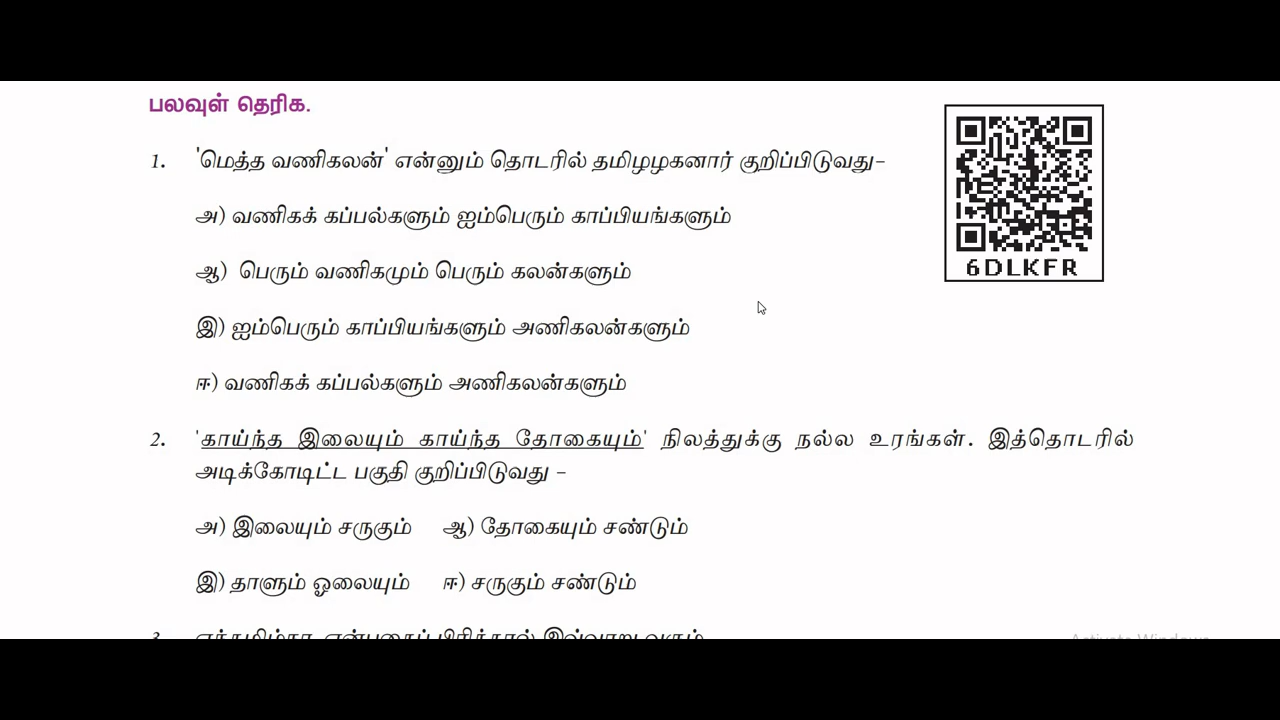 பலவுள் தெரிக.
1. 'மெத்த வணிகலன்' என்னும் தொடரில் தமிழழகனார் குறிப்பிடுவது-
அ) வணிகக் கப்பல்களும் ஐம்பெரும் காப்பியங்களும்
ஆ) பெரும் வணிகமும் பெரும் கலன்களும்
இ) ஐம்பெரும் காப்பியங்களும் அணிகலன்களும்
ஈ) வணிகக் கப்பல்களும் அணிகலன்களும்
6DLKFR
2. 'காய்ந்த இலையும் காய்ந்த தோகையும்' நிலத்துக்கு நல்ல உரங்கள். இத்தொடரில்
அடிக்கோடிட்ட பகுதி குறிப்பிடுவது -
அ) இலையும் சருகும் ஆ) தோகையும் சண்டும்
இ) தாளும் ஓலையும் ஈ) சருகும் சண்டும்